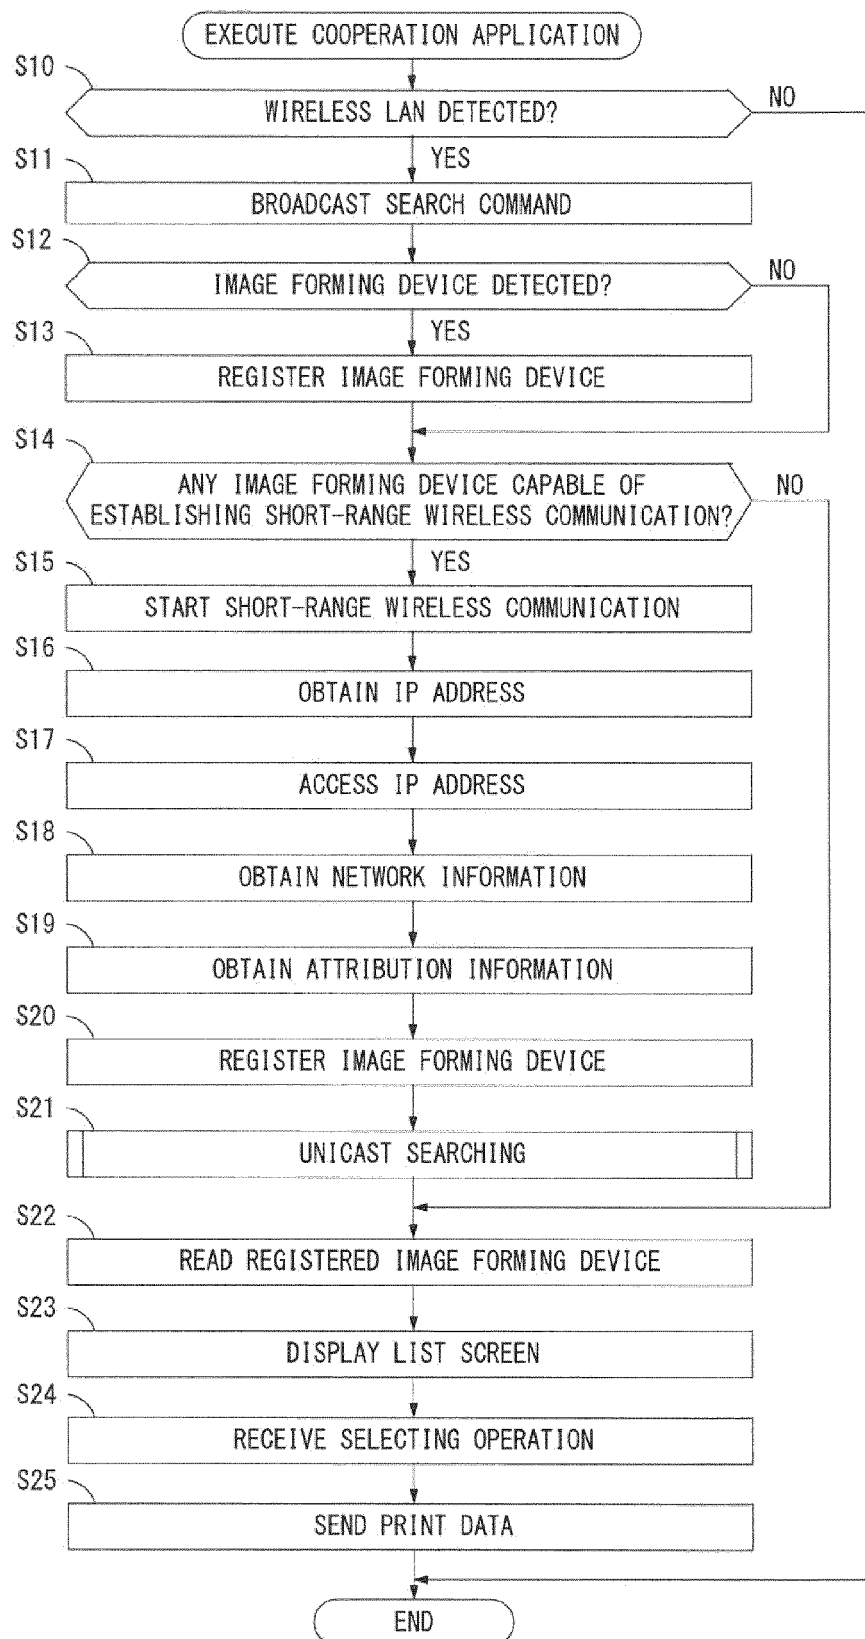 EXECUTE COOPERATION APPLICATION
S10
WIRELESS LAN DETECTED?
NO
YES
S11
BROADCAST SEARCH COMMAND
S12
IMAGE FORMING DEVICE DETECTED?
NO
YES
S13
REGISTER IMAGE FORMING DEVICE
S14
ANY IMAGE FORMING DEVICE CAPABLE OF
ESTABLISHING SHORT-RANGE WIRELESS COMMUNICATION?
NO
YES
S15
START SHORT-RANGE WIRELESS COMMUNICATION
S16
OBTAIN IP ADDRESS
S17
ACCESS IP ADDRESS
S18
OBTAIN NETWORK INFORMATION
S19
OBTAIN ATTRIBUTION INFORMATION
S20
REGISTER IMAGE FORMING DEVICE
S21
UNICAST SEARCHING
S22
READ REGISTERED IMAGE FORMING DEVICE
S23
DISPLAY LIST SCREEN
S24
RECEIVE SELECTING OPERATION
S25
SEND PRINT DATA
END